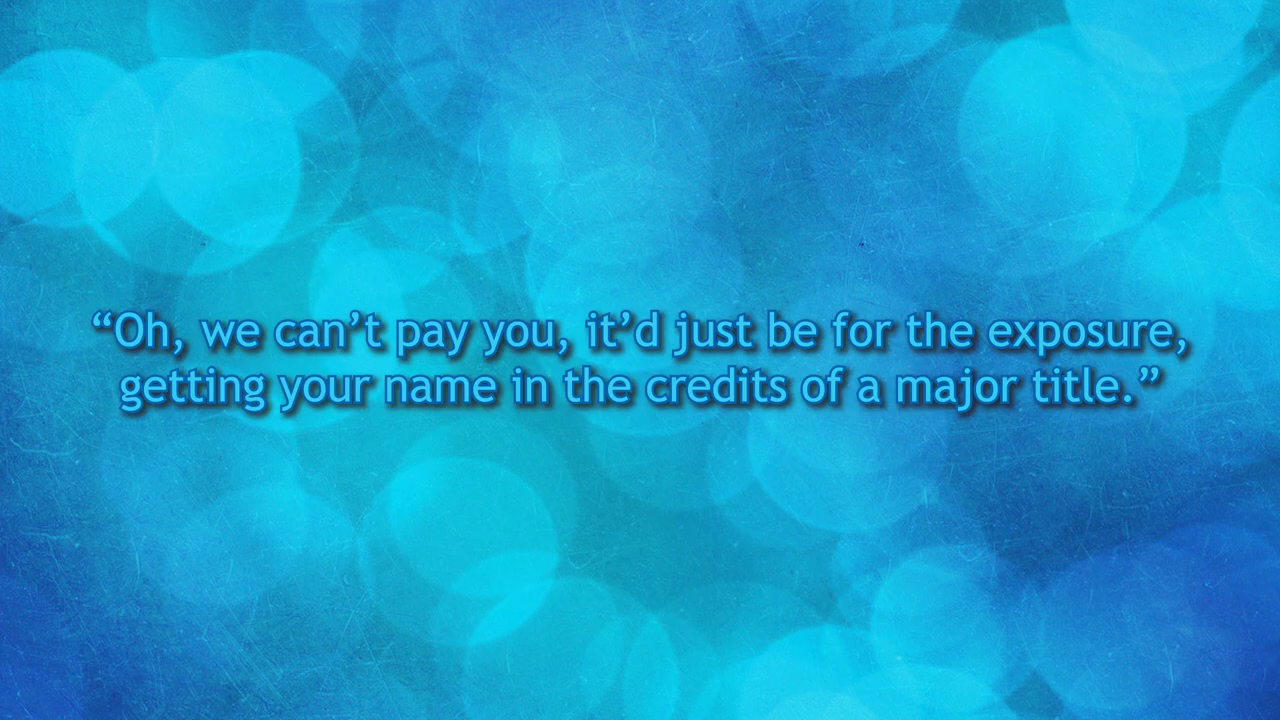 “Oh, we can’t pay you, it’d just be for the exposure,
getting your name in the credits of a major title.”